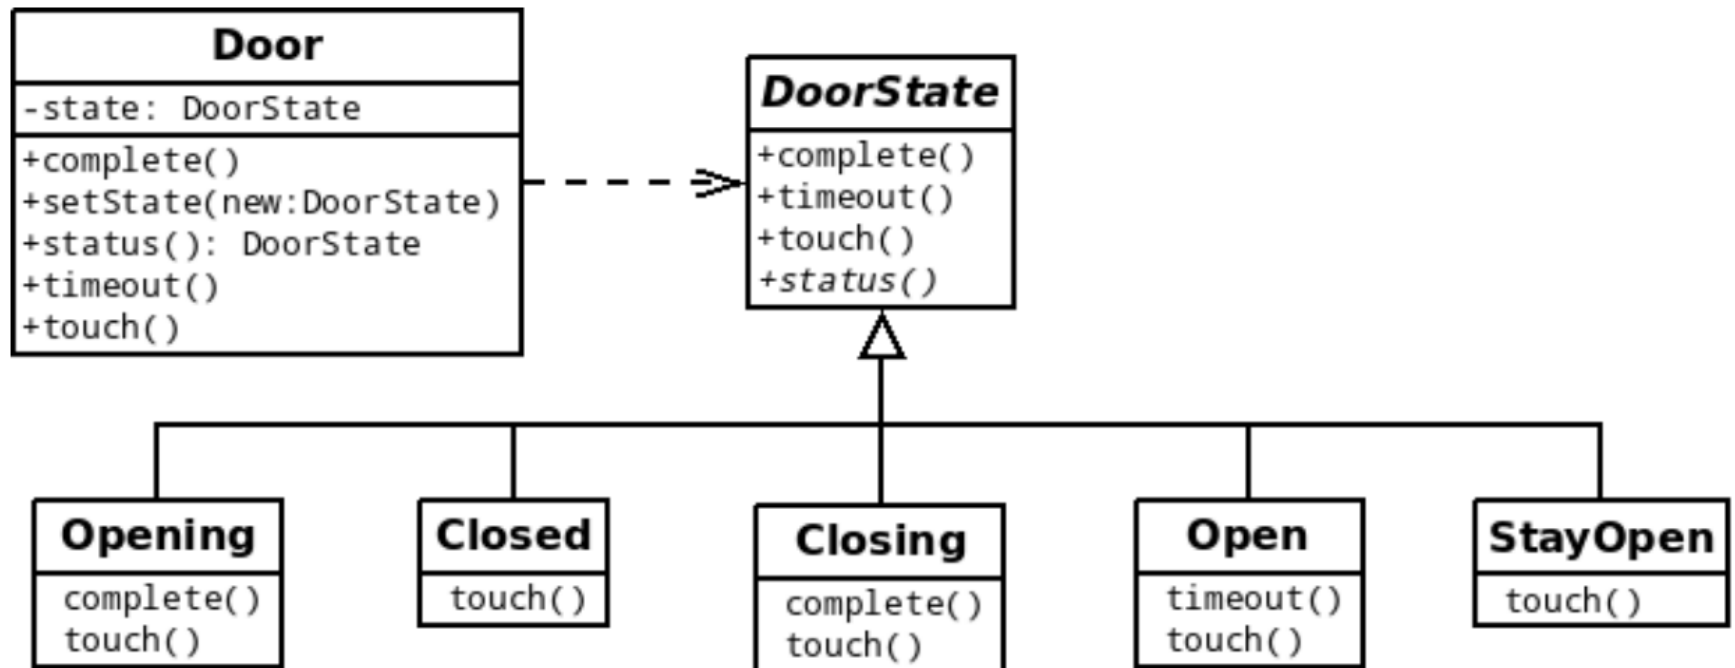 Door
-state: DoorState
+complete()
+setState(new:DoorState)
+status(): DoorState
+timeout()
+touch()
DoorState
+complete()
+timeout()
+touch()
+status()
Opening
complete()
touch()
Closed
touch()
Closing
complete()
touch()
Open
timeout()
touch()
StayOpen
touch()